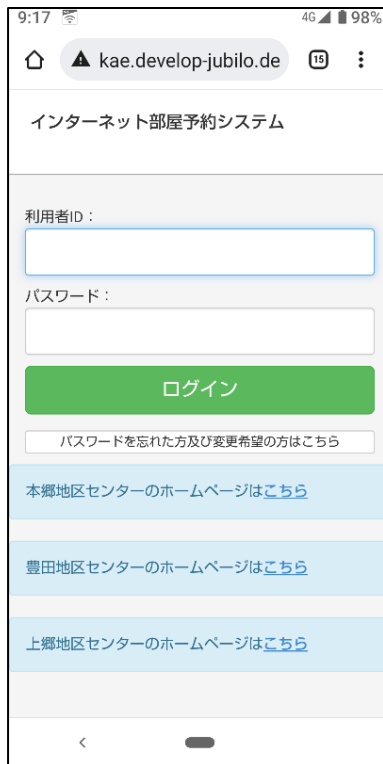 9:17
4G
98%
kae.develop-jubilo.de
15
インターネット部屋予約システム
利用者ID：
パスワード：
ログイン
パスワードを忘れた方及び変更希望の方はこちら
本郷地区センターのホームページはこちら
豊田地区センターのホームページはこちら
上郷地区センターのホームページはこちら